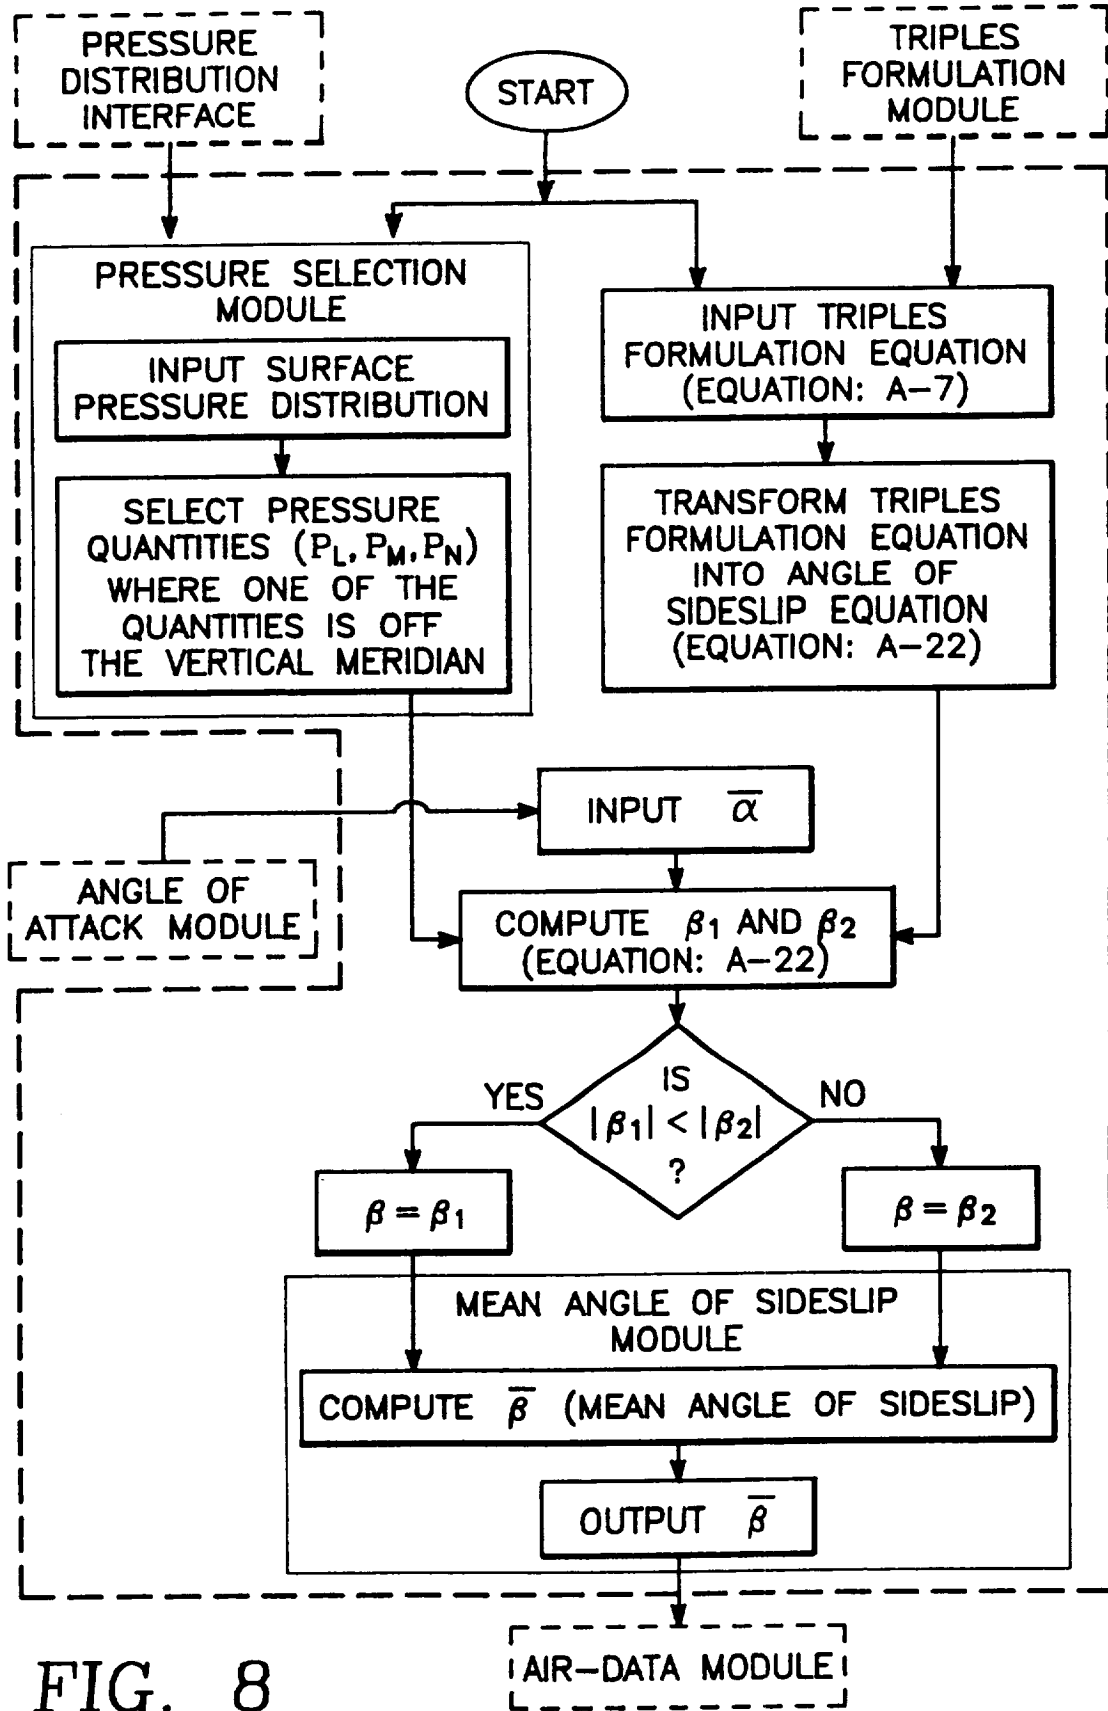 PRESSURE
DISTRIBUTION
INTERFACE
START
TRIPLES
FORMULATION
MODULE
PRESSURE SELECTION
MODULE
INPUT SURFACE
PRESSURE DISTRIBUTION
SELECT PRESSURE
QUANTITIES (P_L, P_M, P_N)
WHERE ONE OF THE
QUANTITIES IS OFF
THE VERTICAL MERIDIAN
INPUT TRIPLES
FORMULATION EQUATION
(EQUATION: A-7)
TRANSFORM TRIPLES
FORMULATION EQUATION
INTO ANGLE OF
SIDESLIP EQUATION
(EQUATION: A-22)
INPUT α̅
ANGLE OF
ATTACK MODULE
COMPUTE β1 AND β2
(EQUATION: A-22)
IS
|β1| < |β2|
?
YES
NO
β = β1
β = β2
MEAN ANGLE OF SIDESLIP
MODULE
COMPUTE β̅ (MEAN ANGLE OF SIDESLIP)
OUTPUT β̅
AIR-DATA MODULE
FIG. 8